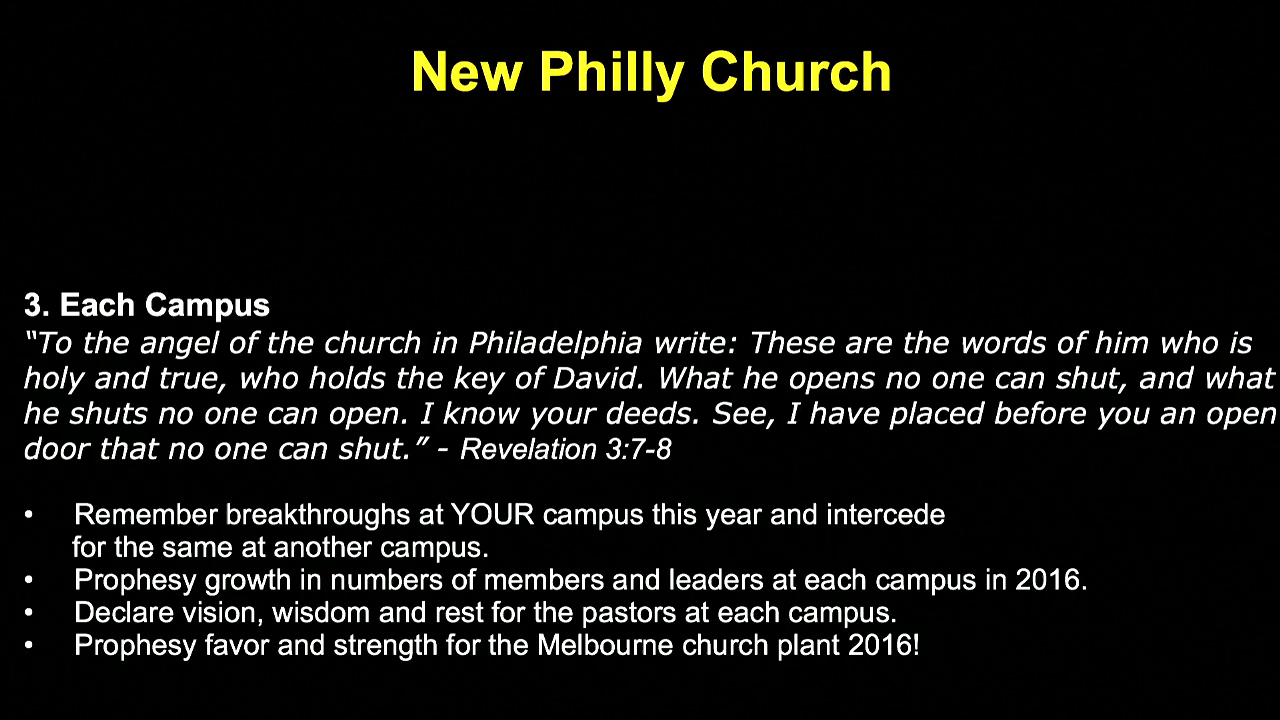 New Philly Church
3. Each Campus
“To the angel of the church in Philadelphia write: These are the words of him who is
holy and true, who holds the key of David. What he opens no one can shut, and what
he shuts no one can open. I know your deeds. See, I have placed before you an open
door that no one can shut.” - Revelation 3:7-8
• Remember breakthroughs at YOUR campus this year and intercede
for the same at another campus.
• Prophesy growth in numbers of members and leaders at each campus in 2016.
• Declare vision, wisdom and rest for the pastors at each campus.
• Prophesy favor and strength for the Melbourne church plant 2016!